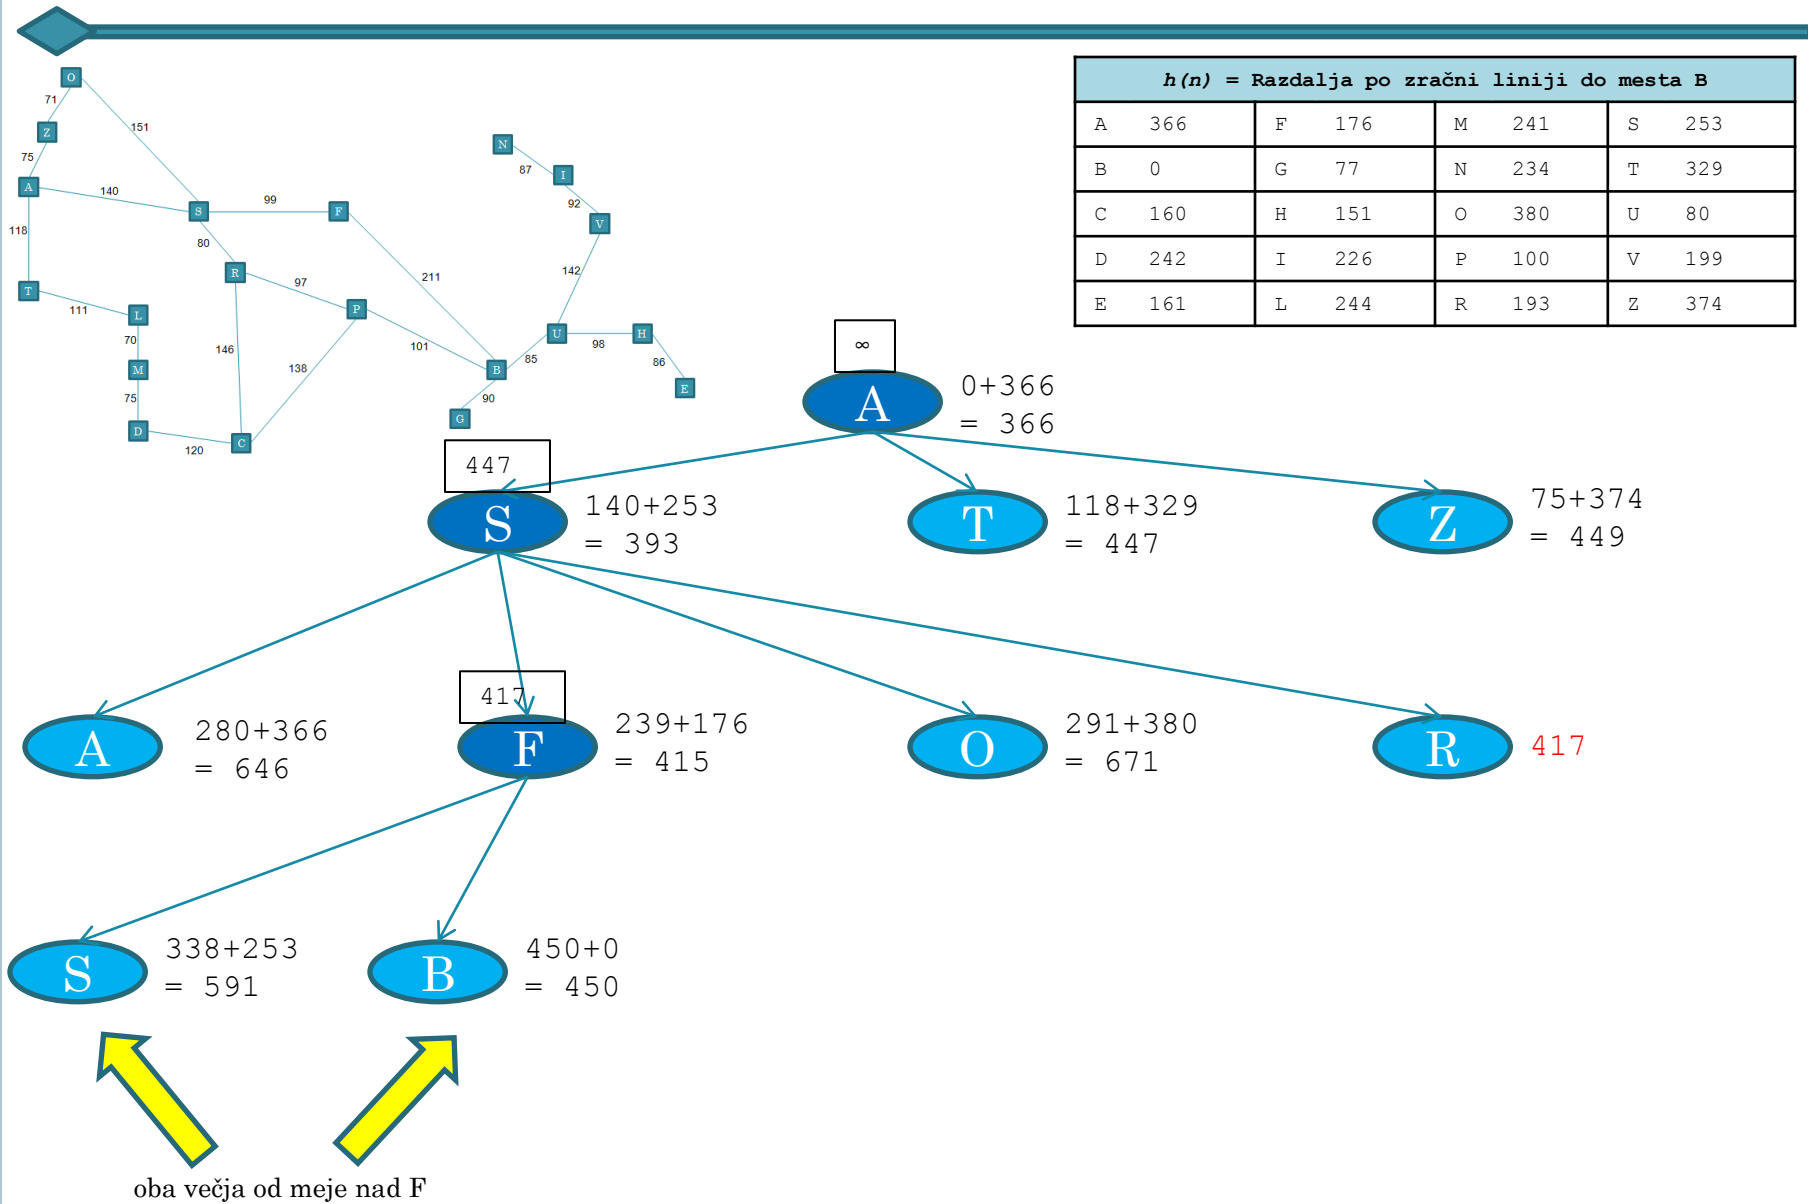 h(n) = Razdalja po zračni liniji do mesta B
A 366 F 176 M 241 S 253
B 0 G 77 N 234 T 329
C 160 H 151 O 380 U 80
D 242 I 226 P 100 V 199
E 161 L 244 R 193 Z 374
O
71
Z
151
75
A
140
S
99
F
118
80
R
97
211
T
111
L
P
70
146
138
101
M
75
D
120
C
N
87
I
92
V
142
U
98
H
86
E
85
B
90
G
∞
A
0+366
= 366
447
S
140+253
= 393
T
118+329
= 447
Z
75+374
= 449
A
280+366
= 646
417
F
239+176
= 415
O
291+380
= 671
R
417
S
338+253
= 591
B
450+0
= 450
oba večja od meje nad F